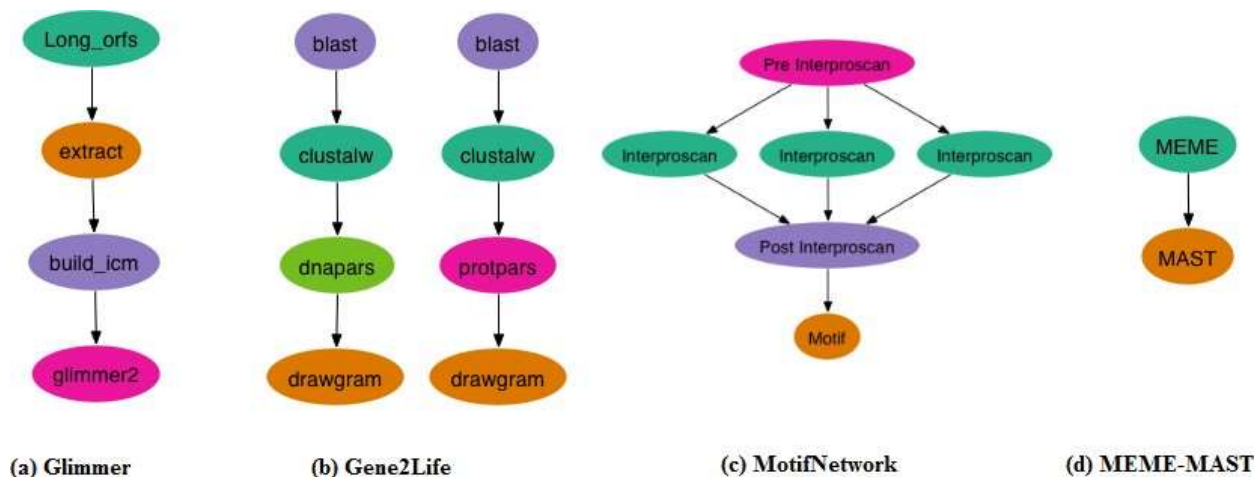 Long_orfs
extract
build_icm
glimmer2
(a) Glimmer
blast
clustalw
dnapars
drawgram
blast
clustalw
protpars
drawgram
(b) Gene2Life
Pre Interproscan
Interproscan
Interproscan
Interproscan
Post Interproscan
Motif
(c) MotifNetwork
MEME
MAST
(d) MEME-MAST